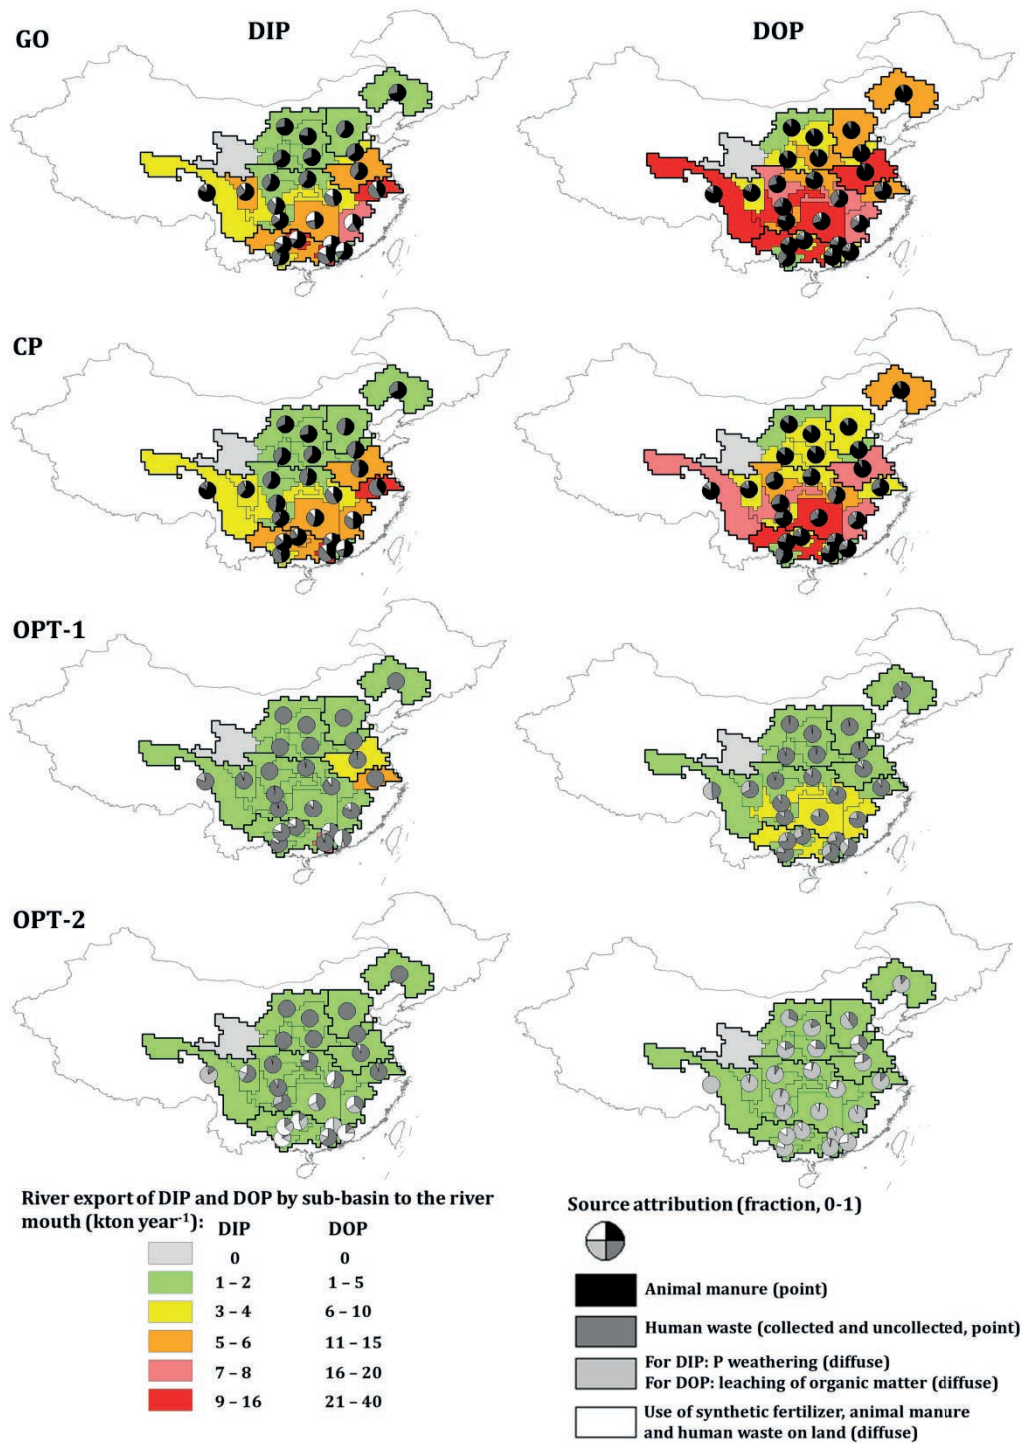 GO
DIP
DOP
CP
OPT-1
OPT-2
River export of DIP and DOP by sub-basin to the river
mouth (kton year⁻¹):
DIP
DOP
0
0
1 – 2
1 – 5
3 – 4
6 – 10
5 – 6
11 – 15
7 – 8
16 – 20
9 – 16
21 – 40
Source attribution (fraction, 0-1)
Animal manure (point)
Human waste (collected and uncollected, point)
For DIP: P weathering (diffuse)
For DOP: leaching of organic matter (diffuse)
Use of synthetic fertilizer, animal manure
and human waste on land (diffuse)